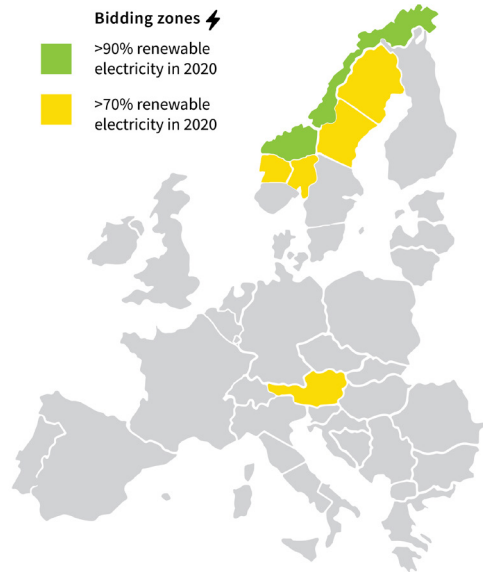 Bidding zones
>90% renewable
electricity in 2020
>70% renewable
electricity in 2020